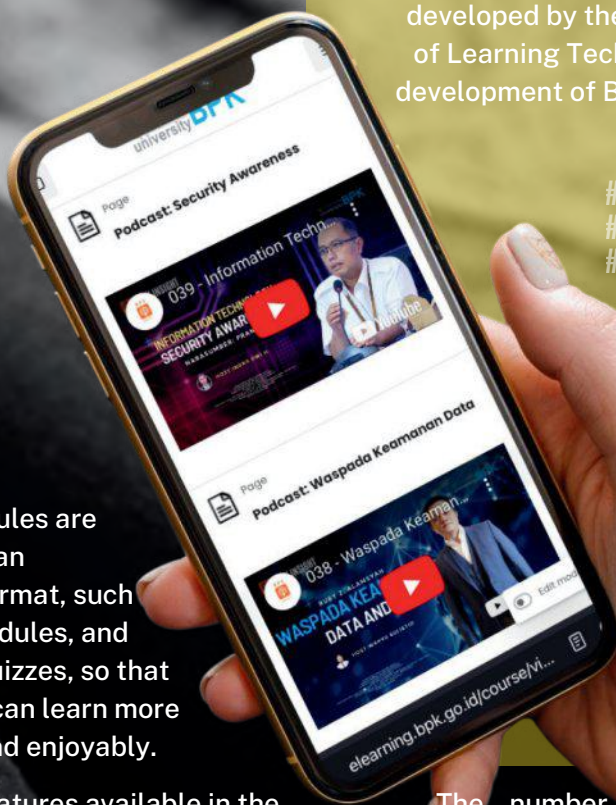 developed by the
of Learning Tech
development of B
#
#
#
university BPK
Page
Podcast: Security Awareness
039 - Information Techn...
INFORMATION TECHNOLOGY
SECURITY AWAR
NARASUMBER:
YouTube
Page
Podcast: Waspada Keamanan Data
038 - Waspada Keaman...
WASPADA KEA
DATA AND
Edit mod
elearning.bpk.go.id/course/vi...
ules are
an
rmat, such
dules, and
uizzes, so that
can learn more
nd enjoyably.
eatures available in the
The number